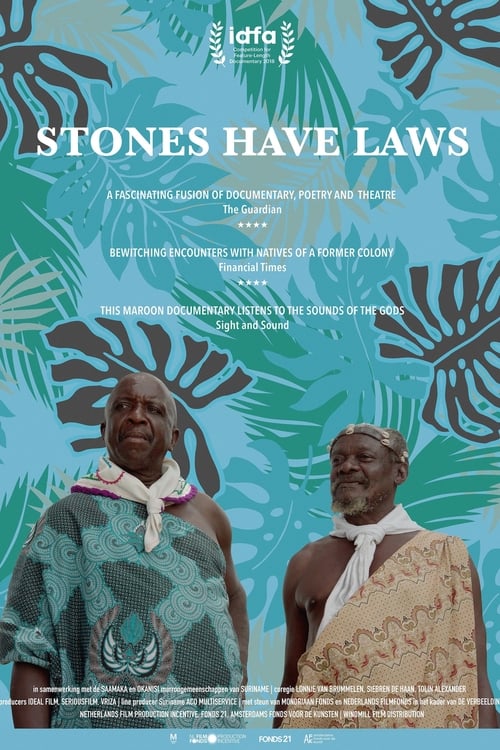 idfa
Competition for
Feature-Length
Documentary 2018
STONES HAVE LAWS
A FASCINATING FUSION OF DOCUMENTARY, POETRY AND THEATRE
The Guardian
★★★★
BEWITCHING ENCOUNTERS WITH NATIVES OF A FORMER COLONY
Financial Times
★★★★
THIS MAROON DOCUMENTARY LISTENS TO THE SOUNDS OF THE GODS
Sight and Sound
in samenwerking met de SAAMAKA en OKANISI marrongemeenschappen van SURINAME | coregie LONNIE VAN BRUMMELEN, SIEBREN DE HAAN, TOLIN ALEXANDER
producers IDEAL FILM, SERIOUSFILM, VRIZA | line producer Suriname ACO MULTISERVICE | met steun van MONDRIAAN FONDS en NEDERLANDS FILMFONDS in het kader van DE VERBEELDIN
NETHERLANDS FILM PRODUCTION INCENTIVE, FONDS 21, AMSTERDAMS FONDS VOOR DE KUNSTEN | WINDMILL FILM DISTRIBUTION
FONDS 21